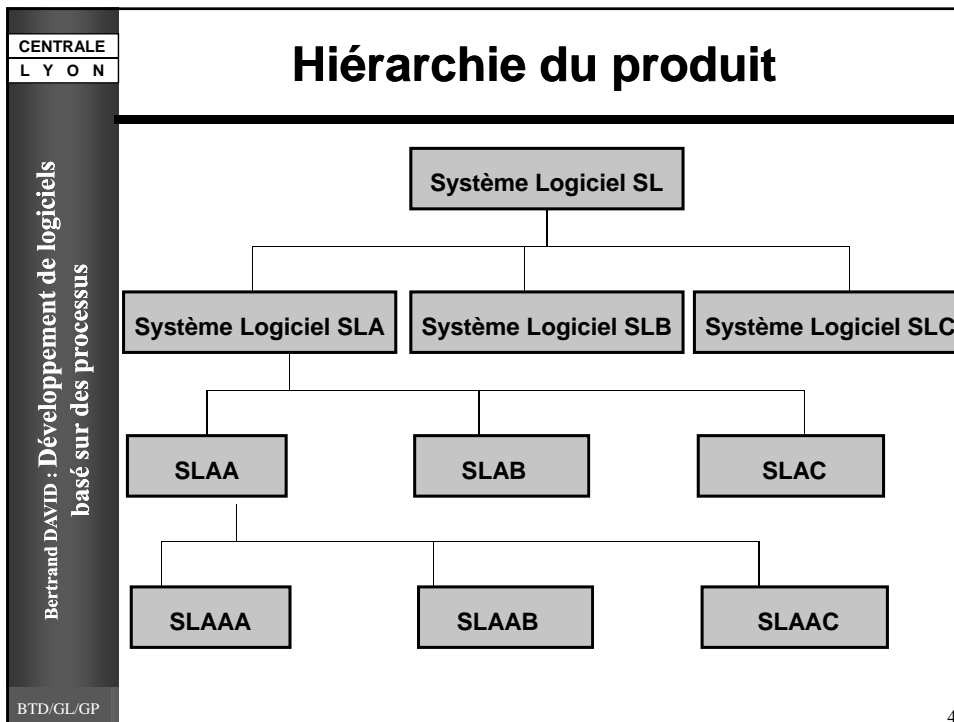 CENTRALE
L Y O N
Hiérarchie du produit
Bertrand DAVID : Développement de logiciels
basé sur des processus
Système Logiciel SL
Système Logiciel SLA
Système Logiciel SLB
Système Logiciel SLC
SLAA
SLAB
SLAC
SLAAA
SLAAB
SLAAC
BTD/GL/GP
4